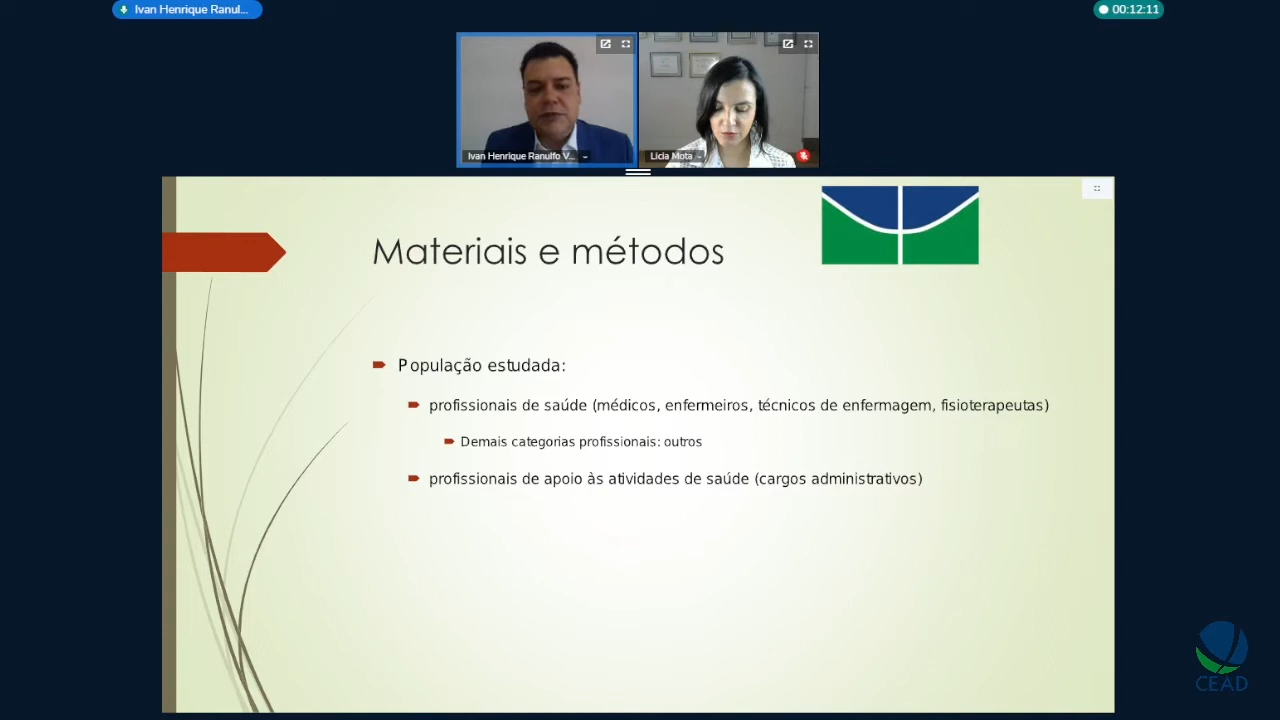 Ivan Henrique Ranul...
00:12:11
Ivan Henrique Ranulfo V...
Licia Mota
Materiais e métodos
População estudada:
profissionais de saúde (médicos, enfermeiros, técnicos de enfermagem, fisioterapeutas)
Demais categorias profissionais: outros
profissionais de apoio às atividades de saúde (cargos administrativos)
CEAD